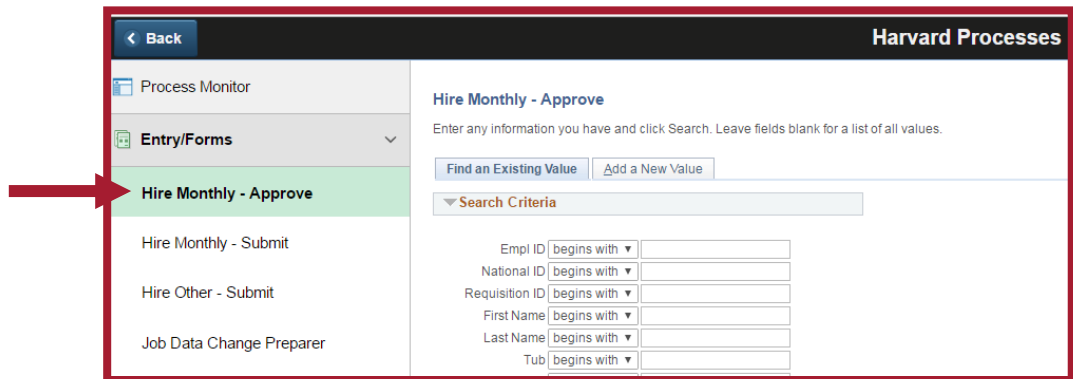 Back
Harvard Processes
Process Monitor
Entry/Forms
Hire Monthly - Approve
Hire Monthly - Submit
Hire Other - Submit
Job Data Change Preparer
Hire Monthly - Approve
Enter any information you have and click Search. Leave fields blank for a list of all values.
Find an Existing Value Add a New Value
Search Criteria
Empl ID begins with
National ID begins with
Requisition ID begins with
First Name begins with
Last Name begins with
Tub begins with